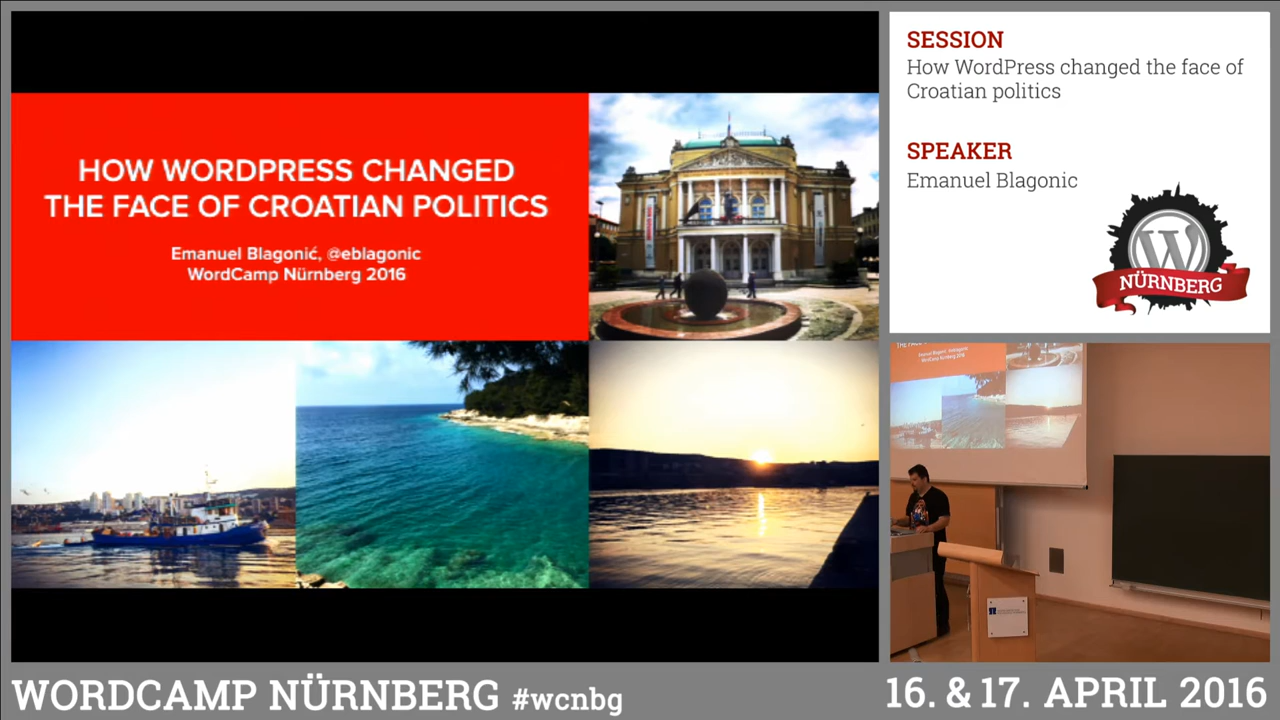 HOW WORDPRESS CHANGED
THE FACE OF CROATIAN POLITICS
Emanuel Blagonić, @eblagonic
WordCamp Nürnberg 2016
SESSION
How WordPress changed the face of
Croatian politics
SPEAKER
Emanuel Blagonic
NÜRNBERG
WORDCAMP NÜRNBERG #wcnbg
16. & 17. APRIL 2016